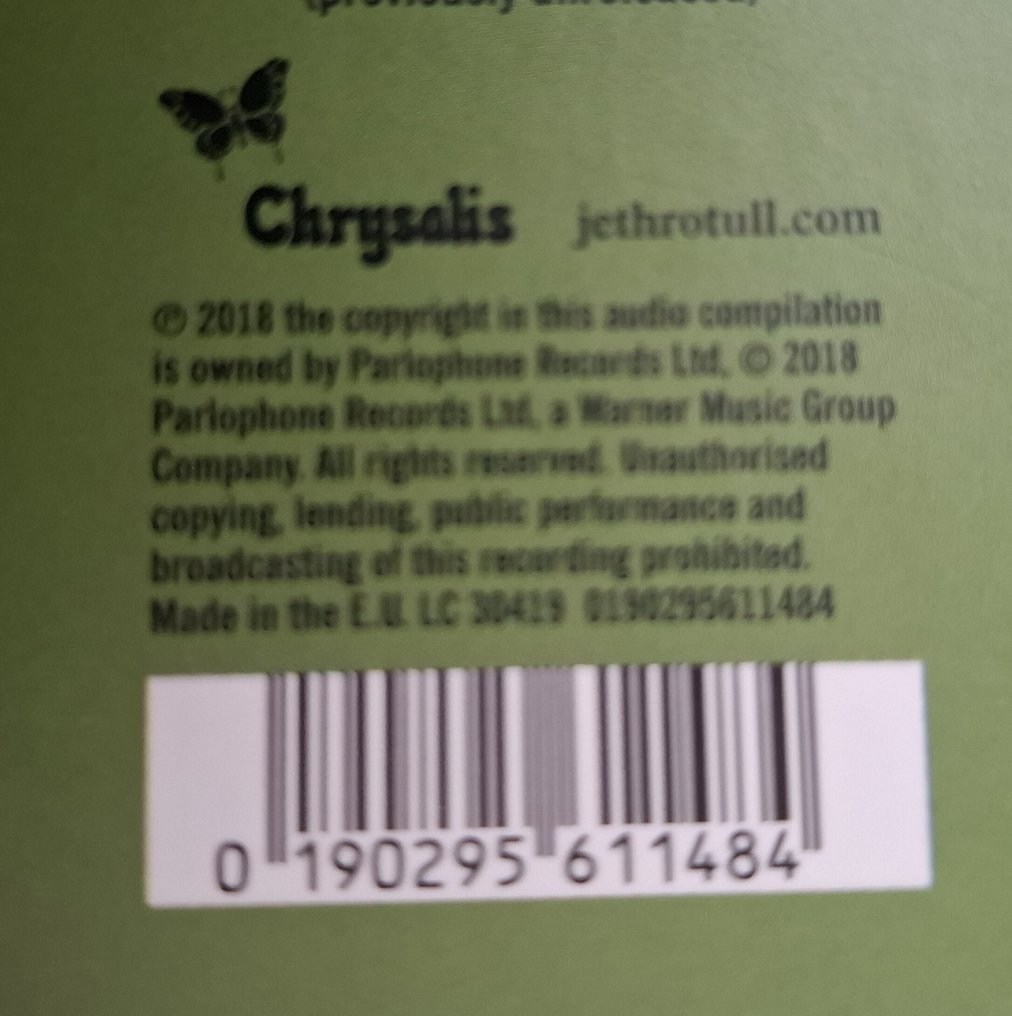 (previously unreleased)
Chrysalis jethrotull.com
℗ 2018 the copyright in this audio compilation
is owned by Parlophone Records Ltd, © 2018
Parlophone Records Ltd, a Warner Music Group
Company. All rights reserved. Unauthorised
copying, lending, public performance and
broadcasting of this recording prohibited.
Made in the E.U. LC 30419 0190295611484
0 190295 611484